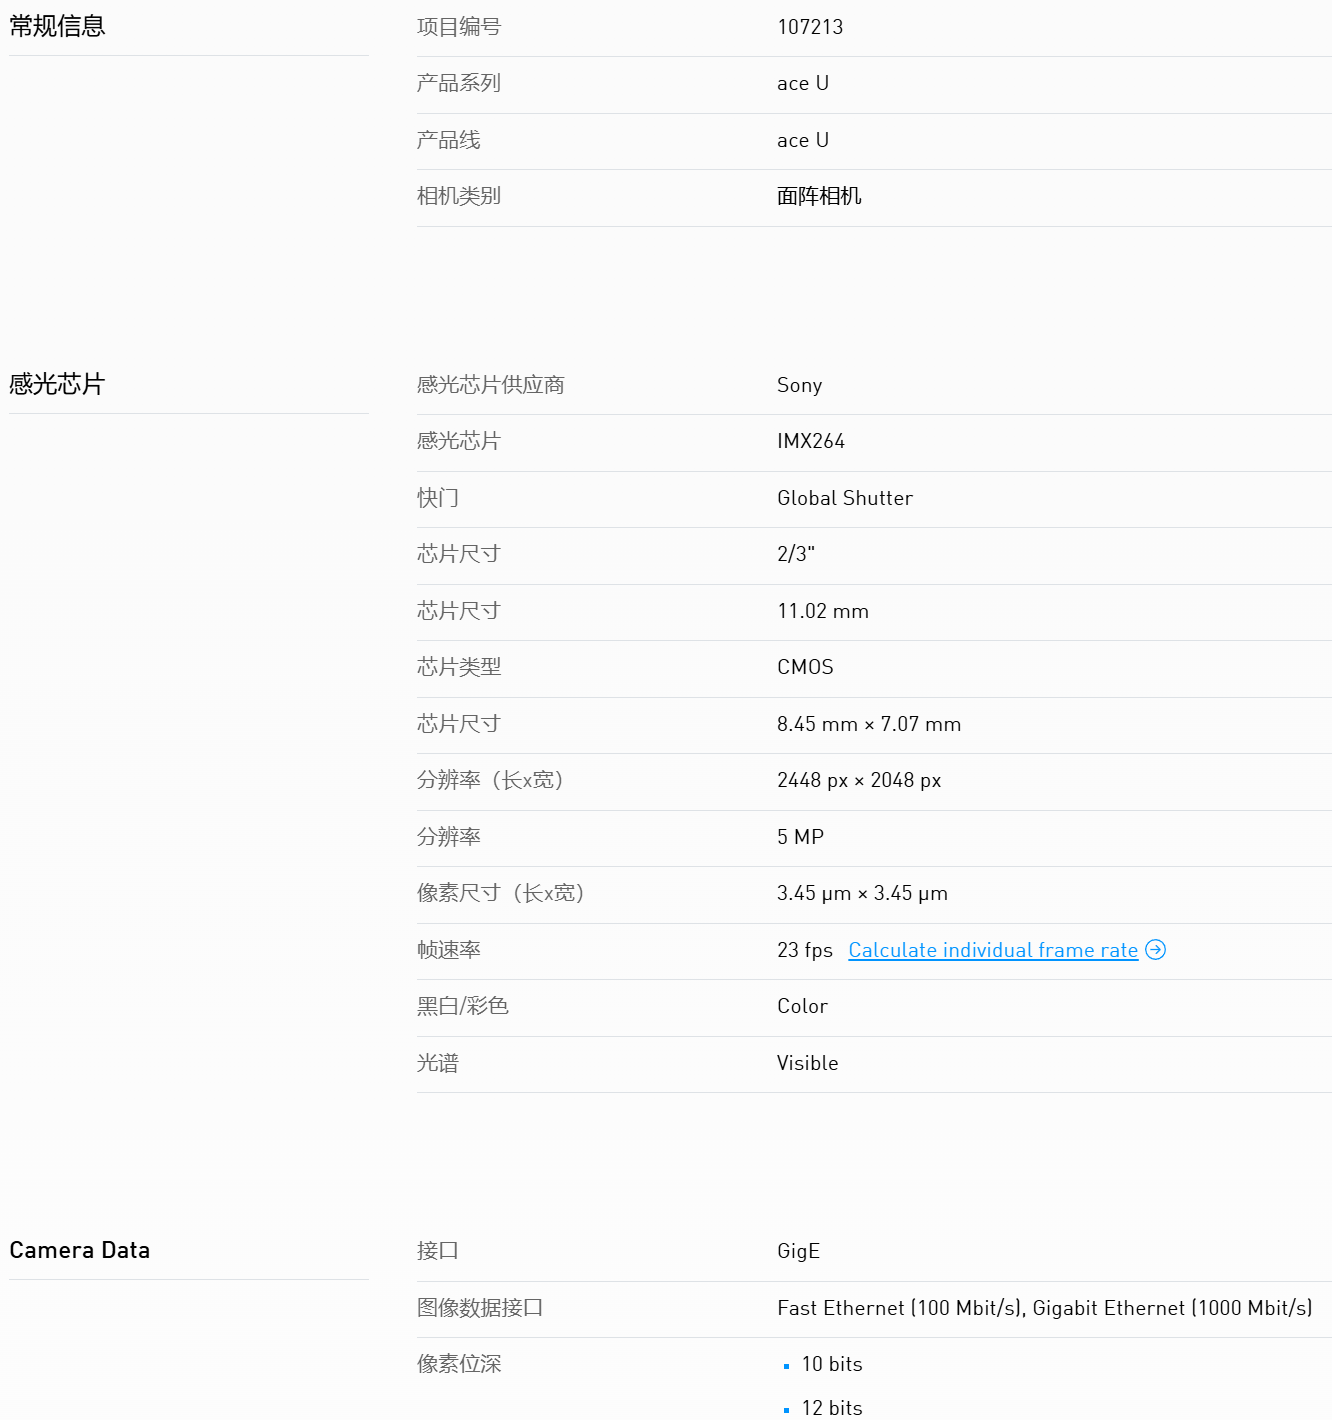 常规信息
项目编号 107213
产品系列 ace U
产品线 ace U
相机类别 面阵相机
感光芯片
感光芯片供应商 Sony
感光芯片 IMX264
快门 Global Shutter
芯片尺寸 2/3"
芯片尺寸 11.02 mm
芯片类型 CMOS
芯片尺寸 8.45 mm × 7.07 mm
分辨率（长x宽） 2448 px × 2048 px
分辨率 5 MP
像素尺寸（长x宽） 3.45 µm × 3.45 µm
帧速率 23 fps Calculate individual frame rate
黑白/彩色 Color
光谱 Visible
Camera Data
接口 GigE
图像数据接口 Fast Ethernet (100 Mbit/s), Gigabit Ethernet (1000 Mbit/s)
像素位深 10 bits
12 bits